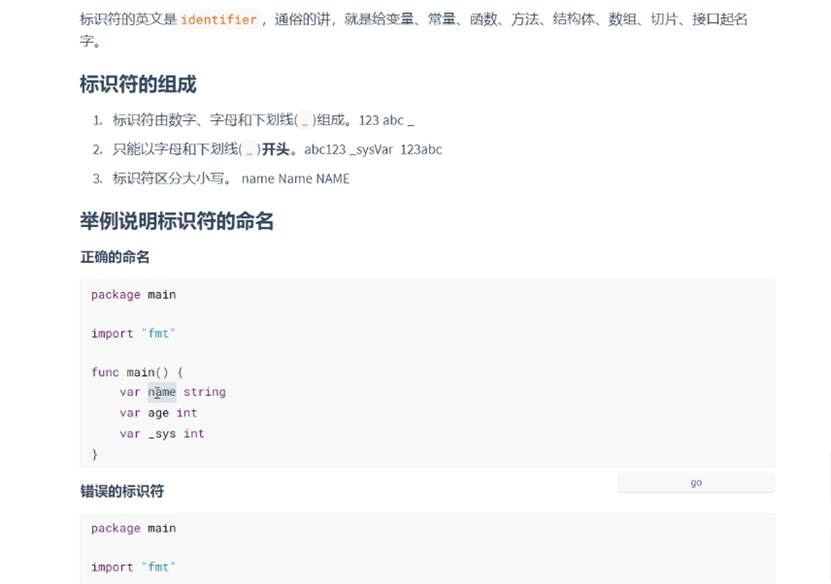 标识符的英文是 identifier ，通俗的讲，就是给变量、常量、函数、方法、结构体、数组、切片、接口起名
字。
标识符的组成
1. 标识符由数字、字母和下划线( _ )组成。123 abc _
2. 只能以字母和下划线( _ )开头。abc123 _sysVar 123abc
3. 标识符区分大小写。 name Name NAME
举例说明标识符的命名
正确的命名
package main
import "fmt"
func main() {
var name string
var age int
var _sys int
}
go
错误的标识符
package main
import "fmt"